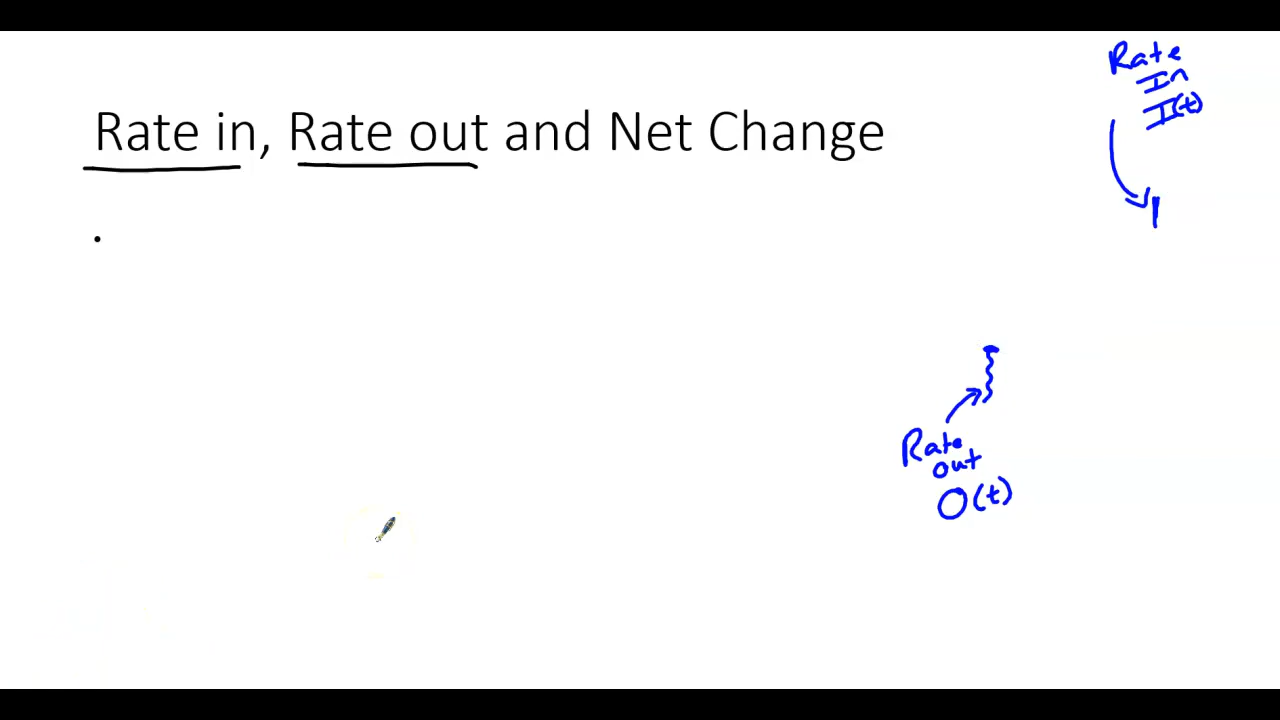 Rate in, Rate out and Net Change
Rate
In
I(t)
Rate
out
O(t)